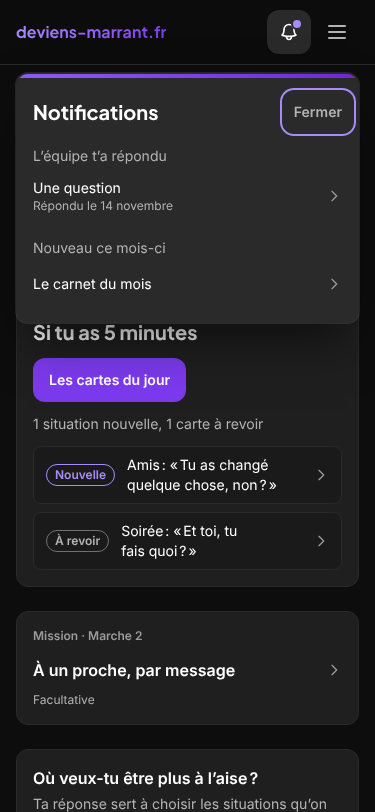 deviens-marrant.fr
Notifications
Fermer
L’équipe t’a répondu
Une question
Répondu le 14 novembre
Nouveau ce mois-ci
Le carnet du mois
Si tu as 5 minutes
Les cartes du jour
1 situation nouvelle, 1 carte à revoir
Nouvelle
Amis : « Tu as changé
quelque chose, non ? »
À revoir
Soirée : « Et toi, tu
fais quoi ? »
Mission · Marche 2
À un proche, par message
Facultative
Où veux-tu être plus à l’aise ?
Ta réponse sert à choisir les situations qu’on